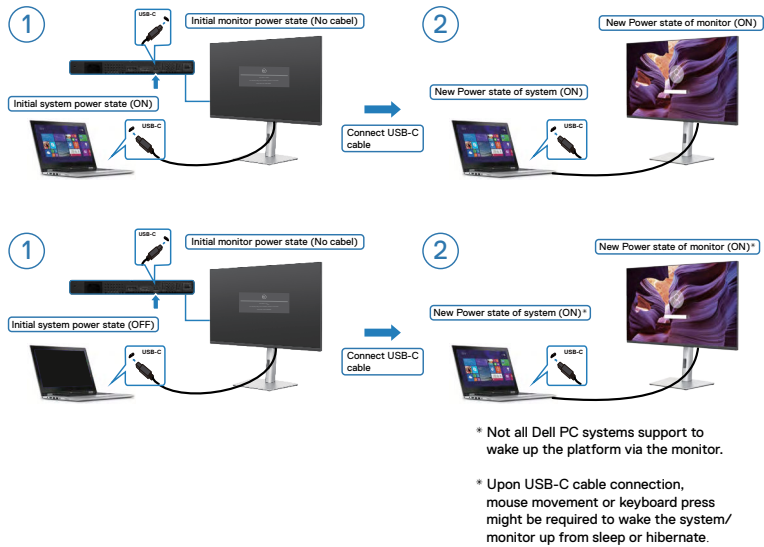 1
USB-C
Initial monitor power state (No cabel)
2
New Power state of monitor (ON)
Initial system power state (ON)
USB-C
Connect USB-C
cable
New Power state of system (ON)
USB-C
1
USB-C
Initial monitor power state (No cabel)
2
New Power state of monitor (ON)*
Initial system power state (OFF)
USB-C
Connect USB-C
cable
New Power state of system (ON)*
USB-C
* Not all Dell PC systems support to
wake up the platform via the monitor.
* Upon USB-C cable connection,
mouse movement or keyboard press
might be required to wake the system/
monitor up from sleep or hibernate.